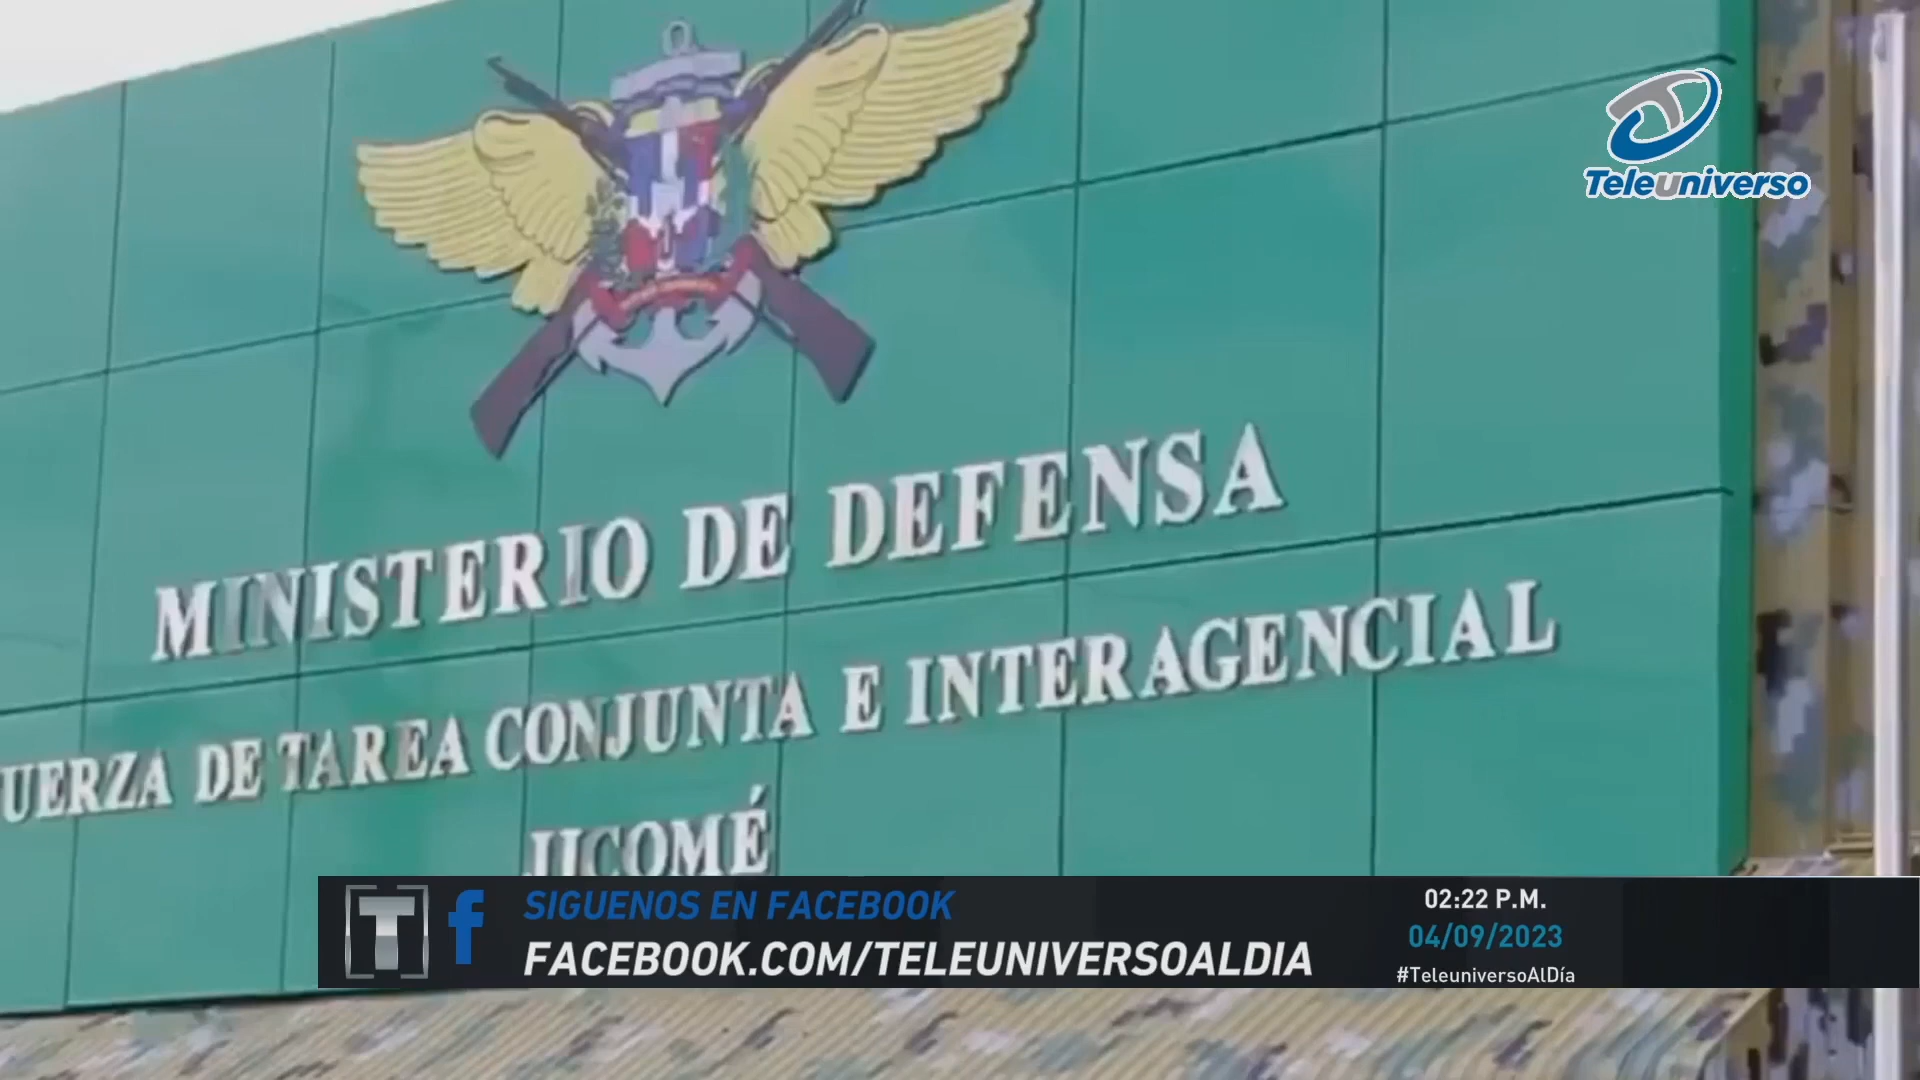 Teleuniverso
MINISTERIO DE DEFENSA
UERZA DE TAREA CONJUNTA E INTERAGENCIAL
JICOMÉ
T f SIGUENOS EN FACEBOOK
FACEBOOK.COM/TELEUNIVERSOALDIA
02:22 P.M.
04/09/2023
#TeleuniversoAlDía